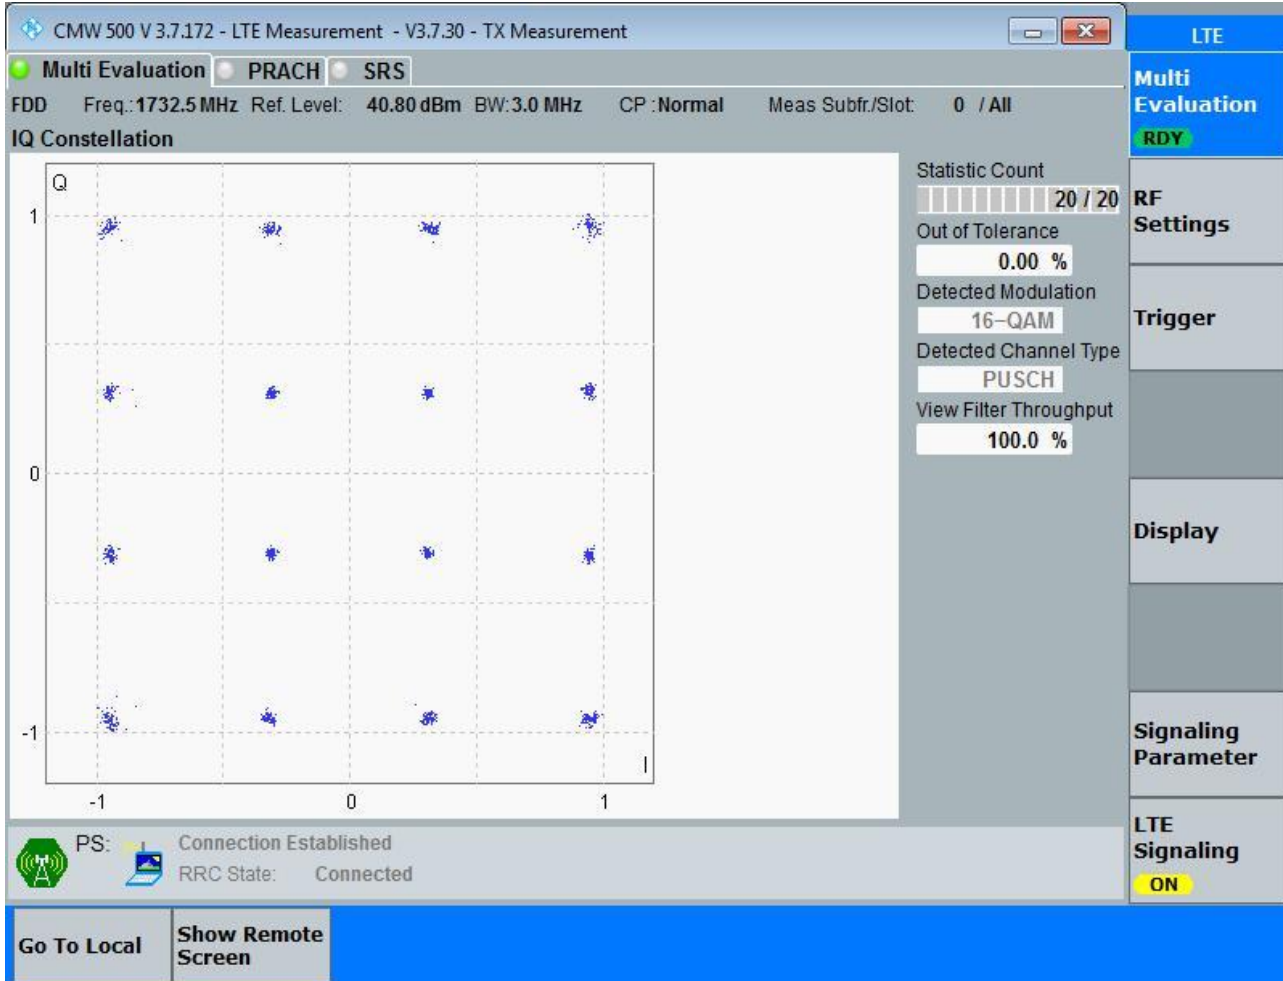 CMW 500 V 3.7.172 - LTE Measurement - V3.7.30 - TX Measurement
LTE
Multi Evaluation PRACH SRS
FDD Freq.:1732.5 MHz Ref. Level: 40.80 dBm BW:3.0 MHz CP :Normal Meas Subfr./Slot: 0 / All
IQ Constellation
Q
1
0
-1
-1
0
1
I
Statistic Count
20 / 20
Out of Tolerance
0.00 %
Detected Modulation
16-QAM
Detected Channel Type
PUSCH
View Filter Throughput
100.0 %
Multi
Evaluation
RDY
RF
Settings
Trigger
Display
Signaling
Parameter
LTE
Signaling
ON
PS: Connection Established
RRC State: Connected
Go To Local
Show Remote
Screen